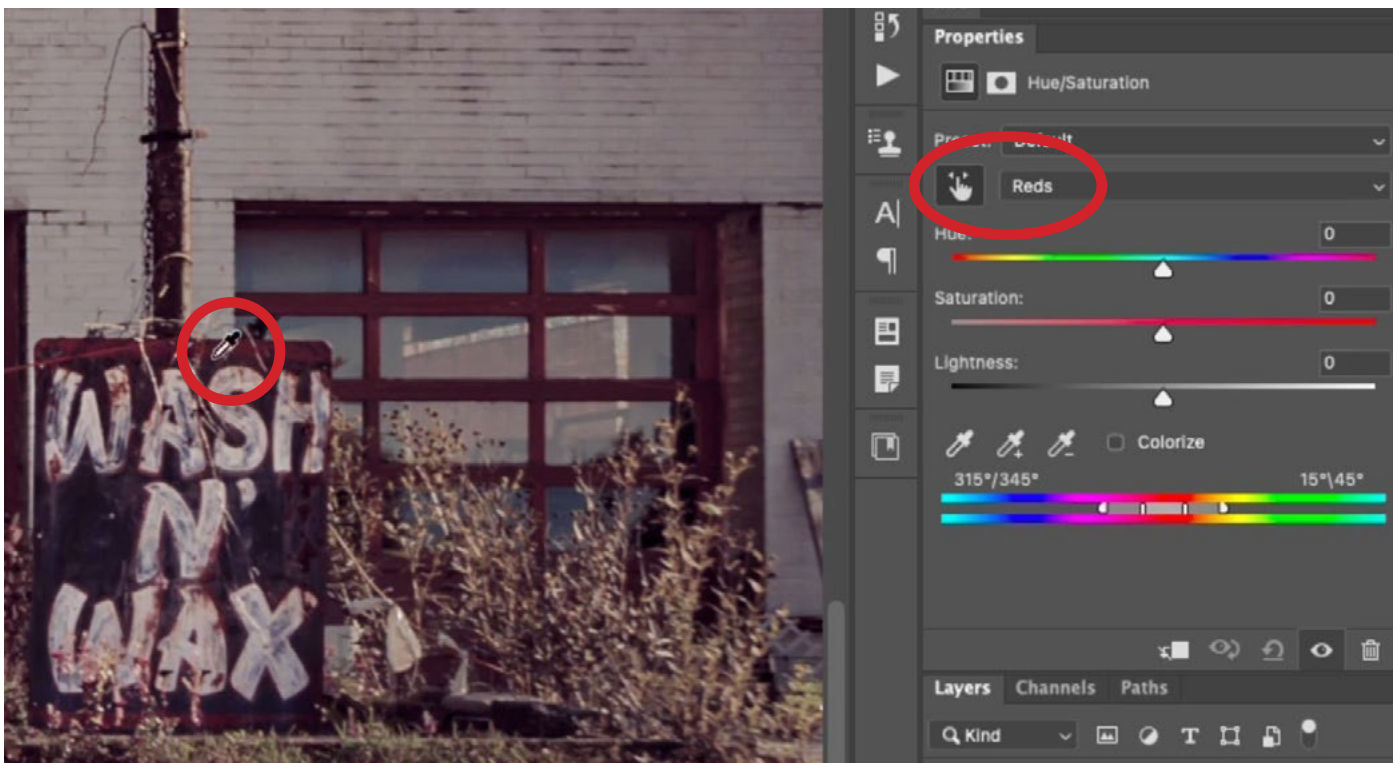 WASH
N'
WAX
Properties
Hue/Saturation
Default
Reds
Hue: 0
Saturation: 0
Lightness: 0
Colorize
315°/345° 15°\45°
Layers Channels Paths
Kind